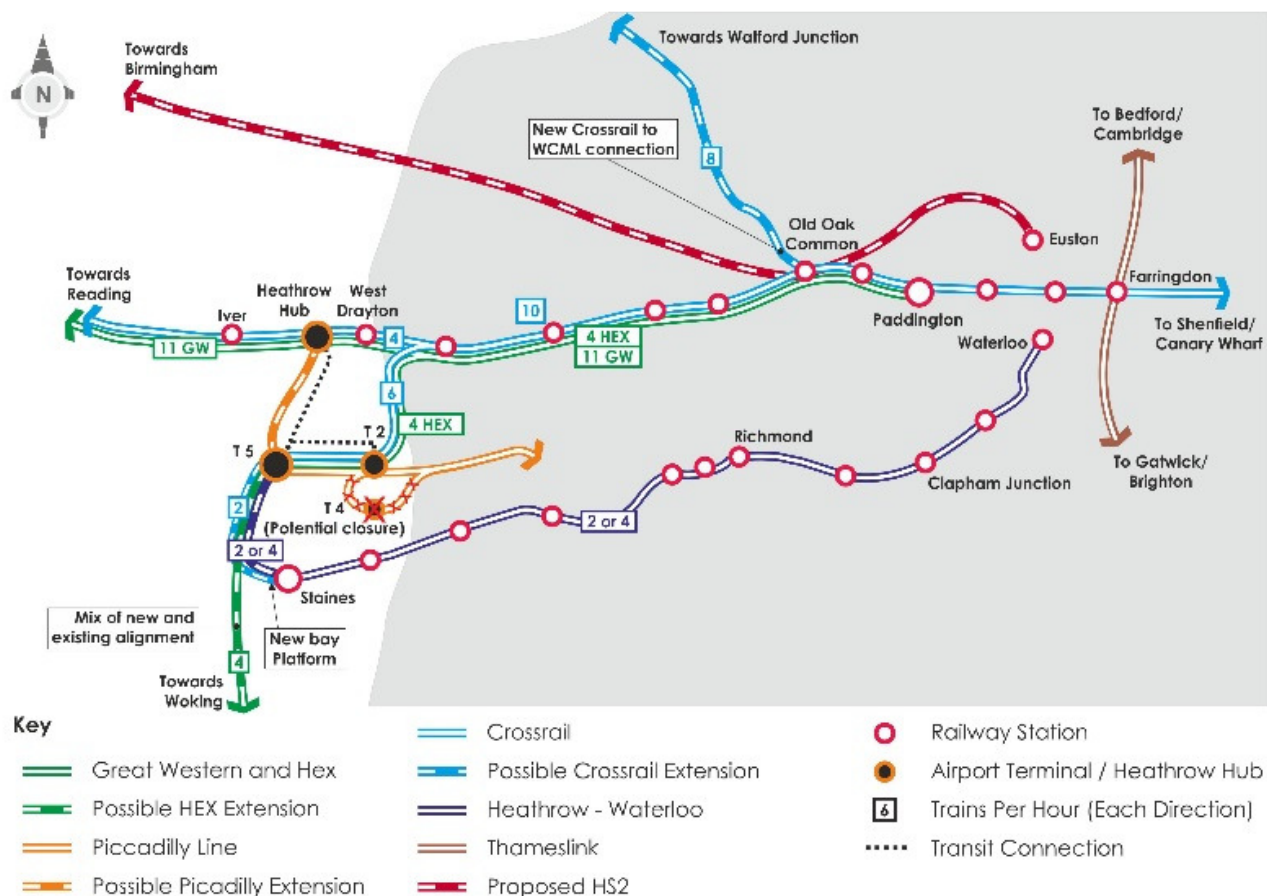 Towards
Birmingham
N
Towards Watford Junction
New Crossrail to
WCML connection
8
To Bedford/
Cambridge
Old Oak
Common
Euston
Towards
Reading
Heathrow
Hub
West
Drayton
Iver
10
4
Farringdon
Paddington
To Shenfield/
Canary Wharf
11 GW
4 HEX
11 GW
Waterloo
6
4 HEX
T 2
Richmond
T 5
To Gatwick/
Brighton
Clapham Junction
2
T 4
(Potential closure)
2 or 4
2 or 4
Staines
Mix of new and
existing alignment
New bay
Platform
4
Towards
Woking
Key
Great Western and Hex
Possible HEX Extension
Piccadilly Line
Possible Picadilly Extension
Crossrail
Possible Crossrail Extension
Heathrow - Waterloo
Thameslink
Proposed HS2
Railway Station
Airport Terminal / Heathrow Hub
6
Trains Per Hour (Each Direction)
Transit Connection